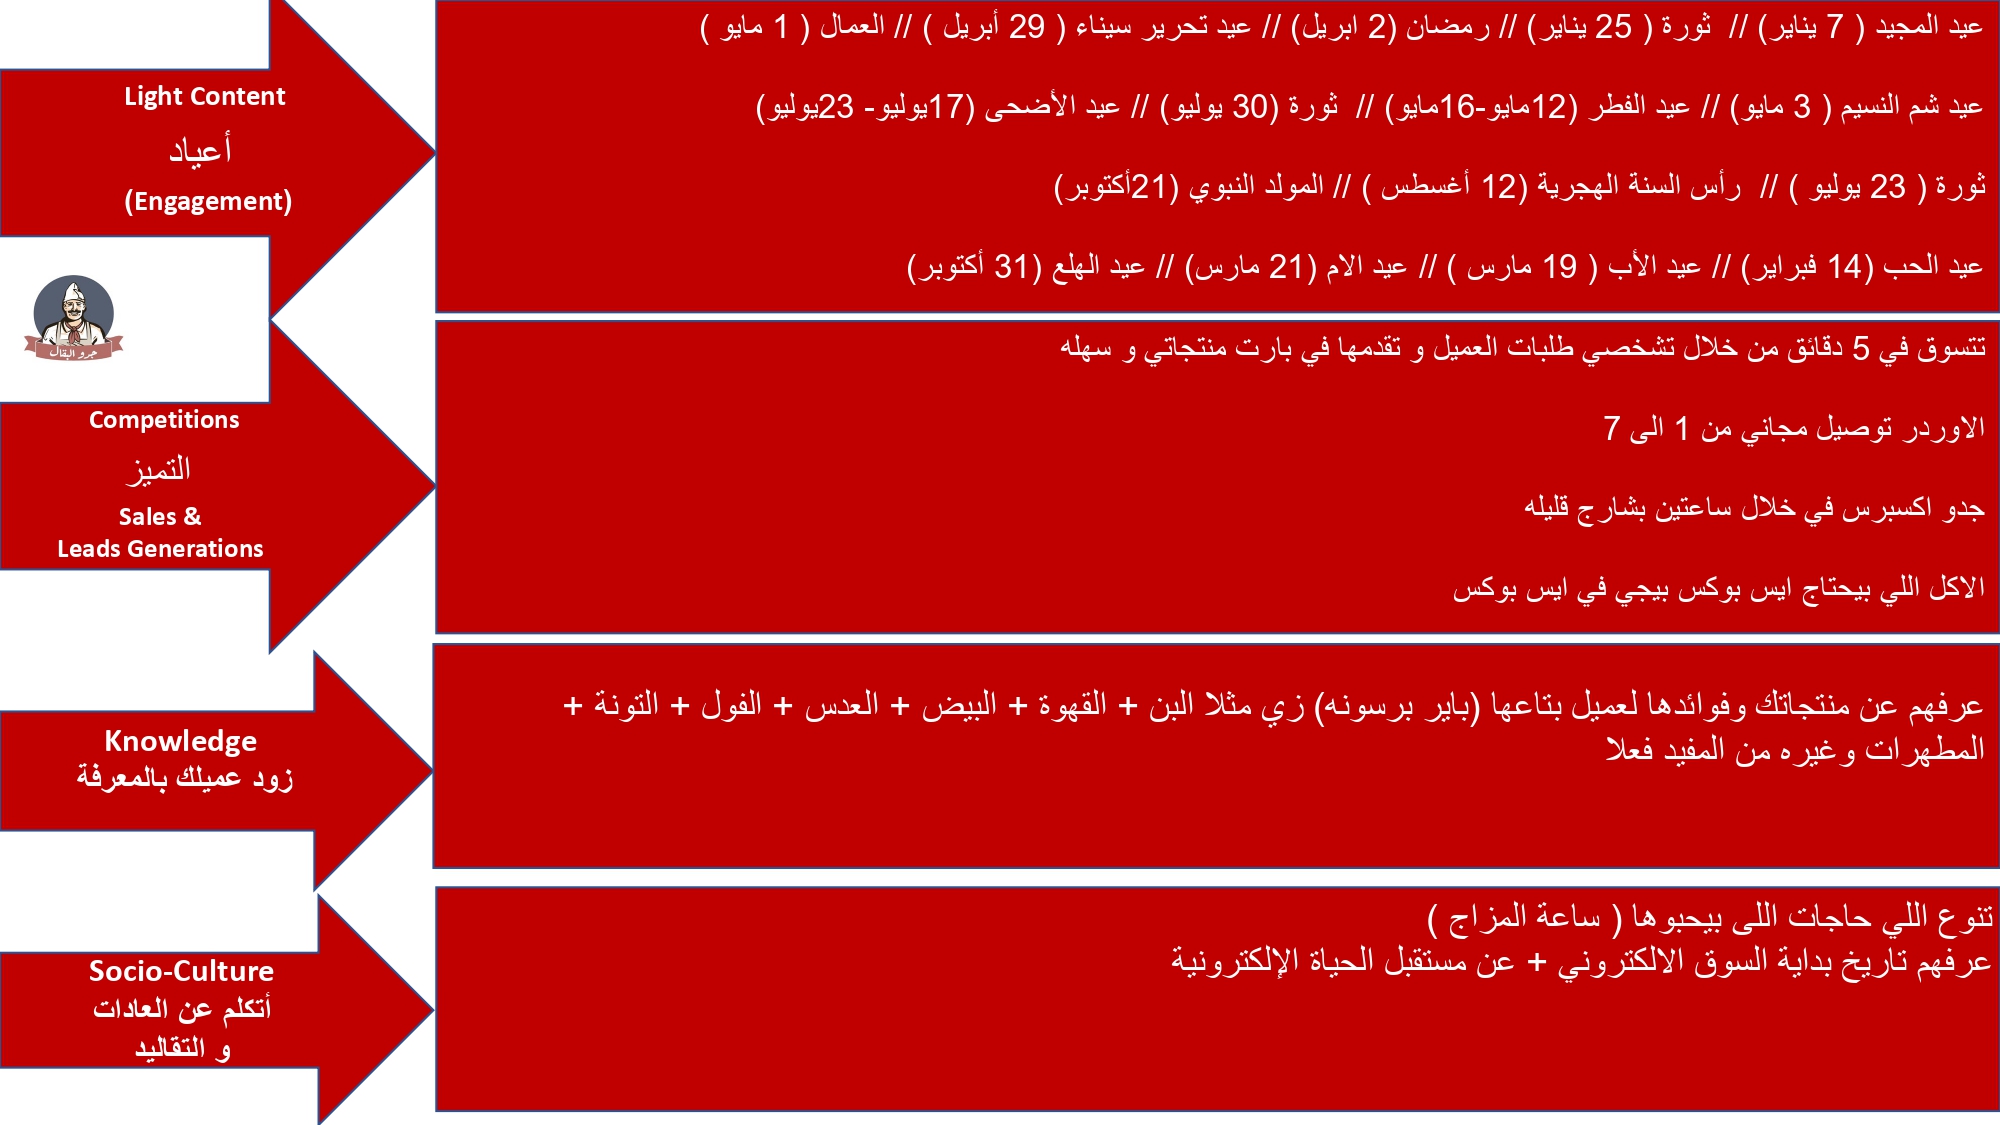 Light Content
أعياد
(Engagement)
عيد المجيد ( 7 يناير) // ثورة ( 25 يناير) // رمضان (2 ابريل) // عيد تحرير سيناء ( 29 أبريل ) // العمال ( 1 مايو )
عيد شم النسيم ( 3 مايو) // عيد الفطر (12مايو-16مايو) // ثورة (30 يوليو) // عيد الأضحى (17يوليو- 23يوليو)
ثورة ( 23 يوليو ) // رأس السنة الهجرية (12 أغسطس ) // المولد النبوي (21أكتوبر)
عيد الحب (14 فبراير) // عيد الأب ( 19 مارس ) // عيد الام (21 مارس) // عيد الهلع (31 أكتوبر)
جدو البقال
Competitions
التميز
Sales &
Leads Generations
تتسوق في 5 دقائق من خلال تشخصي طلبات العميل و تقدمها في بارت منتجاتي و سهله
الاوردر توصيل مجاني من 1 الى 7
جدو اكسبرس في خلال ساعتين بشارج قليله
الاكل اللي بيحتاج ايس بوكس بيجي في ايس بوكس
Knowledge
زود عميلك بالمعرفة
عرفهم عن منتجاتك وفوائدها لعميل بتاعها (باير برسونه) زي مثلا البن + القهوة + البيض + العدس + الفول + التونة +
المطهرات وغيره من المفيد فعلا
Socio-Culture
أتكلم عن العادات
و التقاليد
تنوع اللي حاجات اللى بيحبوها ( ساعة المزاج )
عرفهم تاريخ بداية السوق الالكتروني + عن مستقبل الحياة الإلكترونية